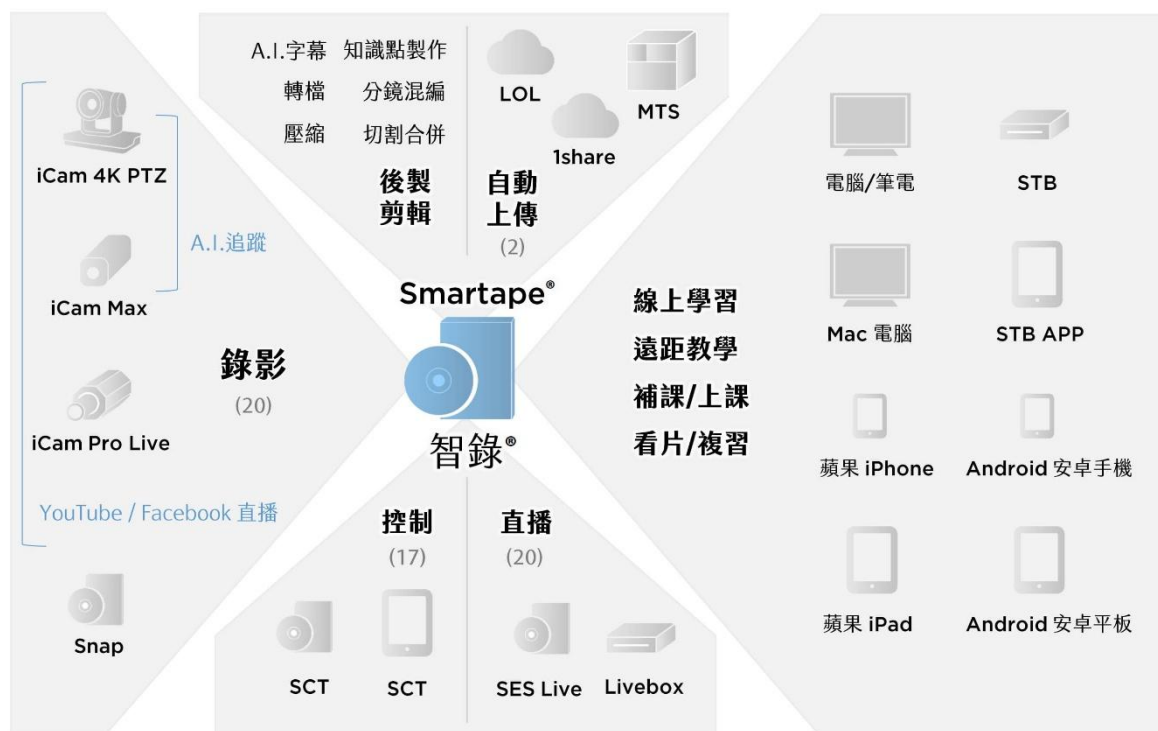 iCam 4K PTZ
A.I.追蹤
iCam Max
錄影
(20)
iCam Pro Live
YouTube / Facebook 直播
Snap
A.I.字幕 知識點製作
轉檔 分鏡混編
壓縮 切割合併
後製
剪輯
LOL
MTS
1share
自動
上傳
(2)
Smartape®
智錄®
控制
(17)
SCT
SCT
直播
(20)
SES Live
Livebox
線上學習
遠距教學
補課/上課
看片/複習
電腦/筆電
STB
Mac 電腦
STB APP
蘋果 iPhone
Android 安卓手機
蘋果 iPad
Android 安卓平板